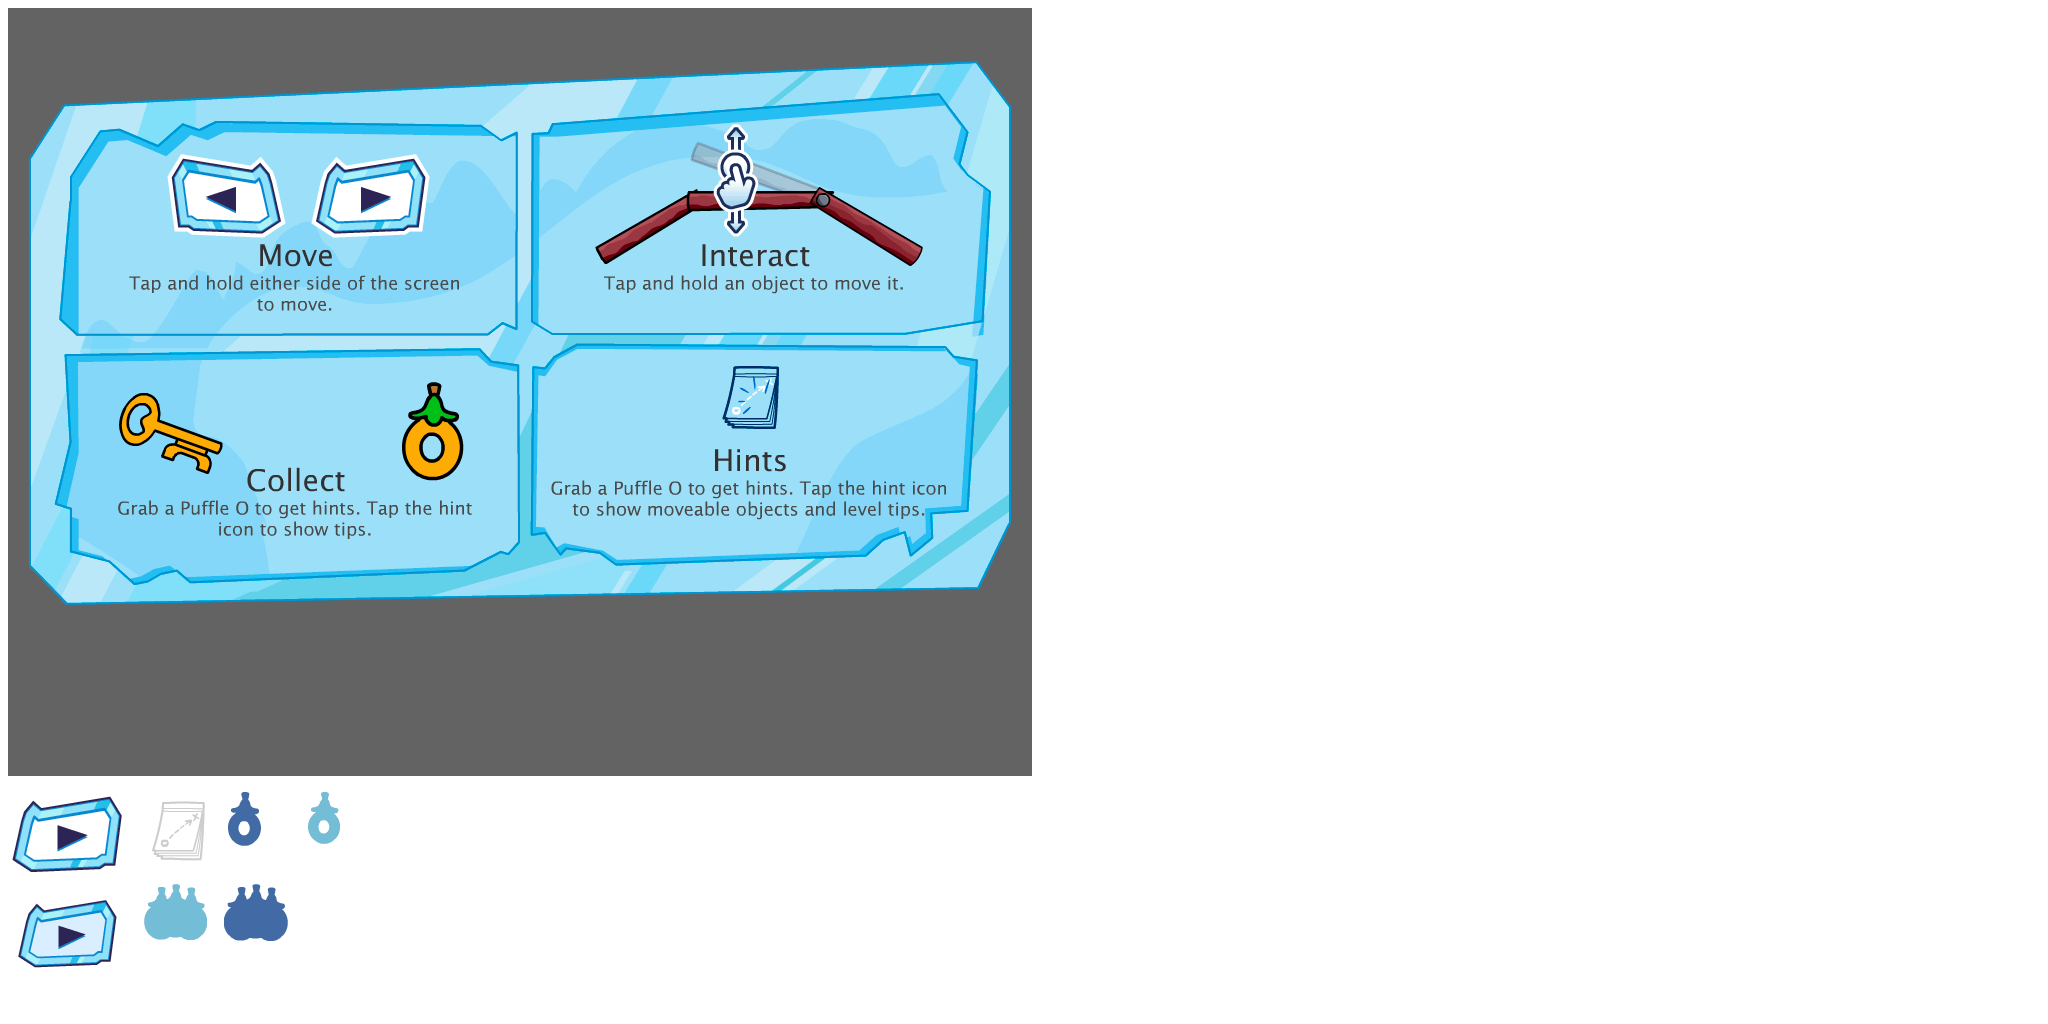 Move
Tap and hold either side of the screen
to move.
Interact
Tap and hold an object to move it.
Collect
Grab a Puffle O to get hints. Tap the hint
icon to show tips.
Hints
Grab a Puffle O to get hints. Tap the hint icon
to show moveable objects and level tips.